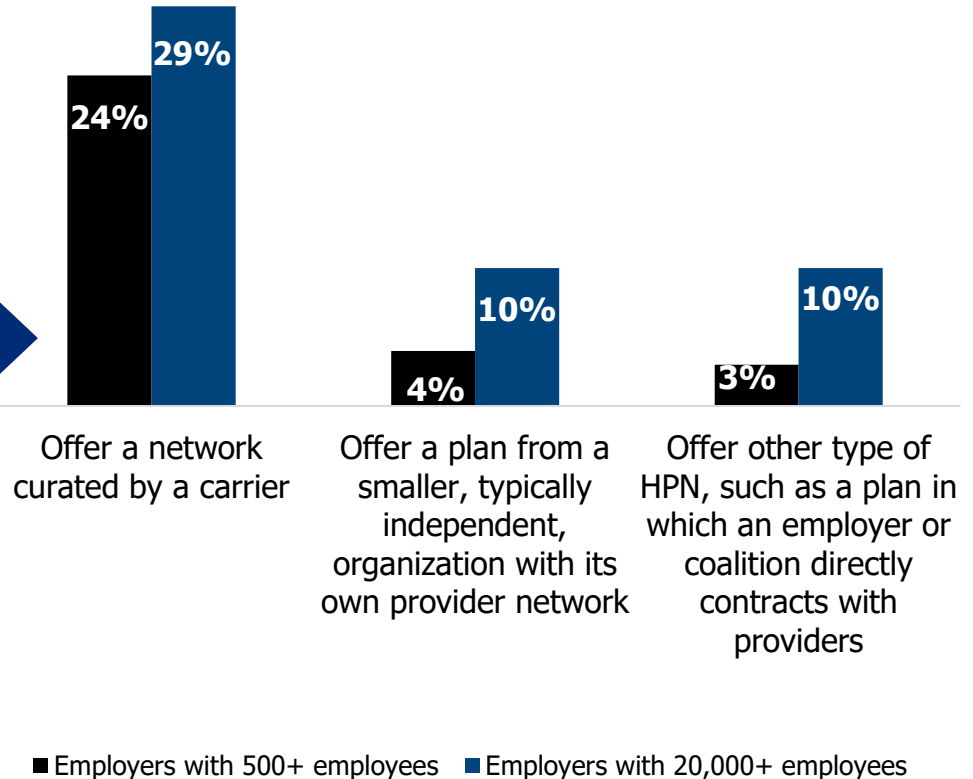 29%
24%
10%
10%
4%
3%
Offer a network
curated by a carrier
Offer a plan from a
smaller, typically
independent,
organization with its
own provider network
Offer other type of
HPN, such as a plan in
which an employer or
coalition directly
contracts with
providers
Employers with 500+ employees
Employers with 20,000+ employees